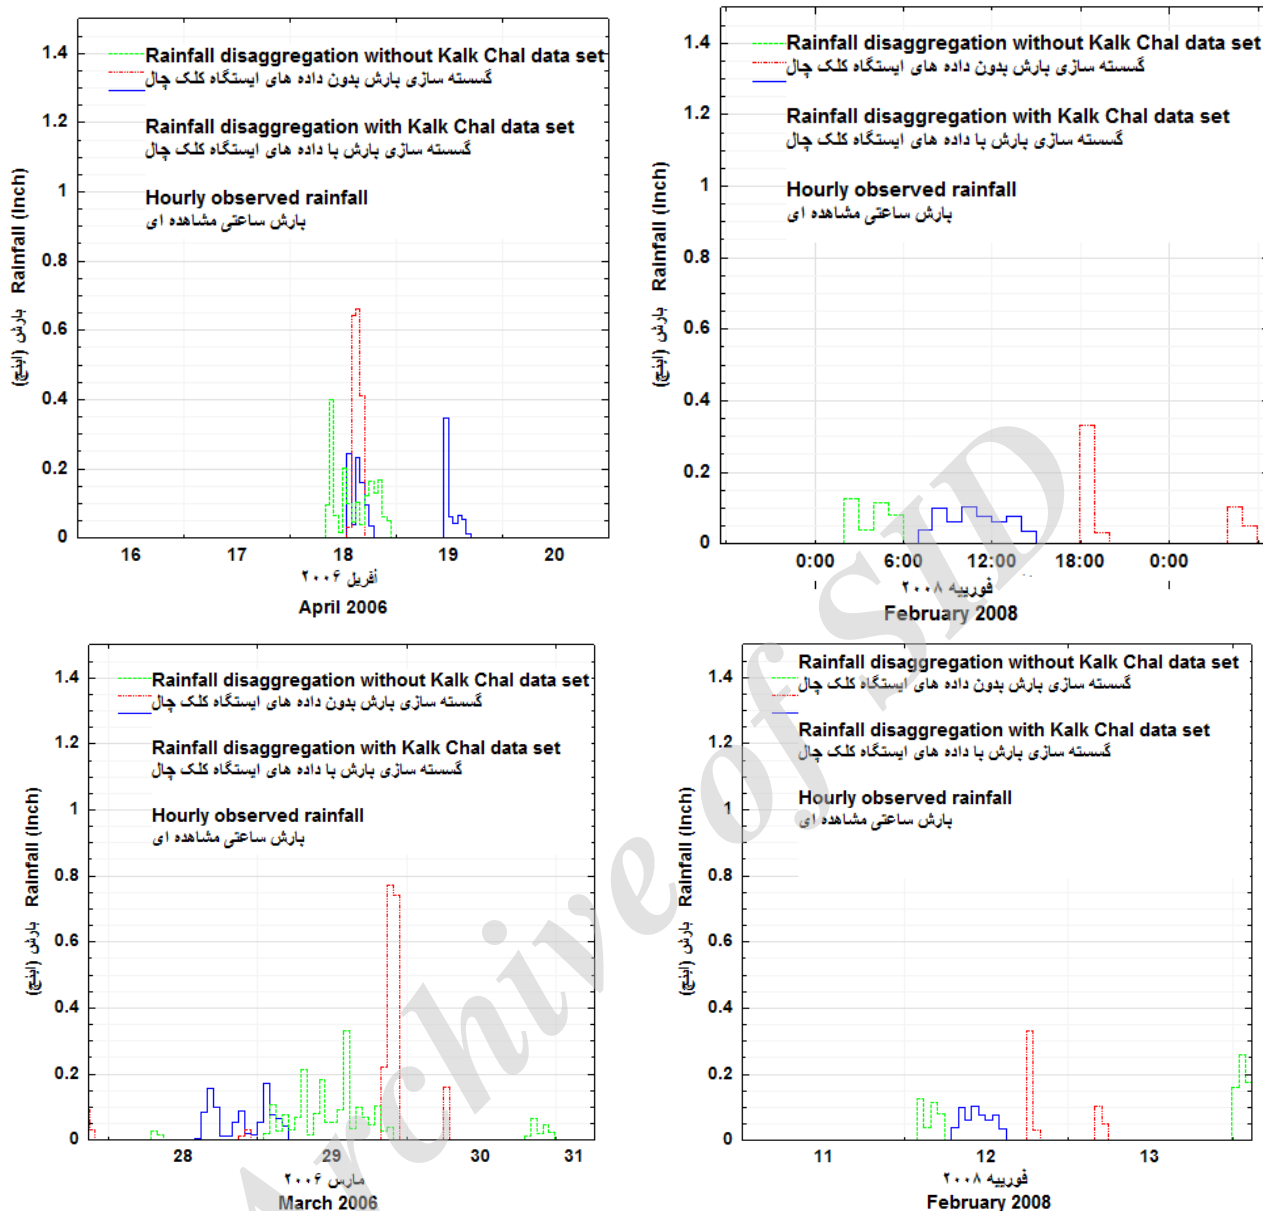 1.4
1.2
1
0.8
0.6
0.4
0.2
0
بارش (اینچ) Rainfall (Inch)
Rainfall disaggregation without Kalk Chal data set
گسسته سازی بارش بدون داده های ایستگاه کلک چال
Rainfall disaggregation with Kalk Chal data set
گسسته سازی بارش با داده های ایستگاه کلک چال
Hourly observed rainfall
بارش ساعتی مشاهده ای
16 17 18 19 20
آفریل ۲۰۰۶
April 2006
1.4
1.2
1
0.8
0.6
0.4
0.2
0
بارش (اینچ) Rainfall (Inch)
Rainfall disaggregation without Kalk Chal data set
گسسته سازی بارش بدون داده های ایستگاه کلک چال
Rainfall disaggregation with Kalk Chal data set
گسسته سازی بارش با داده های ایستگاه کلک چال
Hourly observed rainfall
بارش ساعتی مشاهده ای
0:00 6:00 12:00 18:00 0:00
فورییه ۲۰۰۸
February 2008
1.4
1.2
1
0.8
0.6
0.4
0.2
0
بارش (اینچ) Rainfall (Inch)
Rainfall disaggregation without Kalk Chal data set
گسسته سازی بارش بدون داده های ایستگاه کلک چال
Rainfall disaggregation with Kalk Chal data set
گسسته سازی بارش با داده های ایستگاه کلک چال
Hourly observed rainfall
بارش ساعتی مشاهده ای
28 29 30 31
مارس ۲۰۰۶
March 2006
1.4
1.2
1
0.8
0.6
0.4
0.2
0
بارش (اینچ) Rainfall (Inch)
Rainfall disaggregation without Kalk Chal data set
گسسته سازی بارش بدون داده های ایستگاه کلک چال
Rainfall disaggregation with Kalk Chal data set
گسسته سازی بارش با داده های ایستگاه کلک چال
Hourly observed rainfall
بارش ساعتی مشاهده ای
11 12 13
فورییه ۲۰۰۸
February 2008
Archive of SID